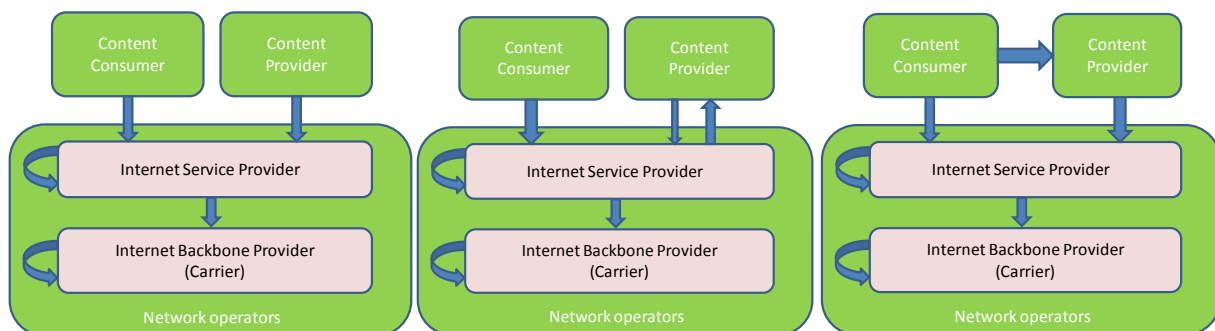 Content
Consumer
Content
Provider
Internet Service Provider
Internet Backbone Provider
(Carrier)
Network operators
Content
Consumer
Content
Provider
Internet Service Provider
Internet Backbone Provider
(Carrier)
Network operators
Content
Consumer
Content
Provider
Internet Service Provider
Internet Backbone Provider
(Carrier)
Network operators